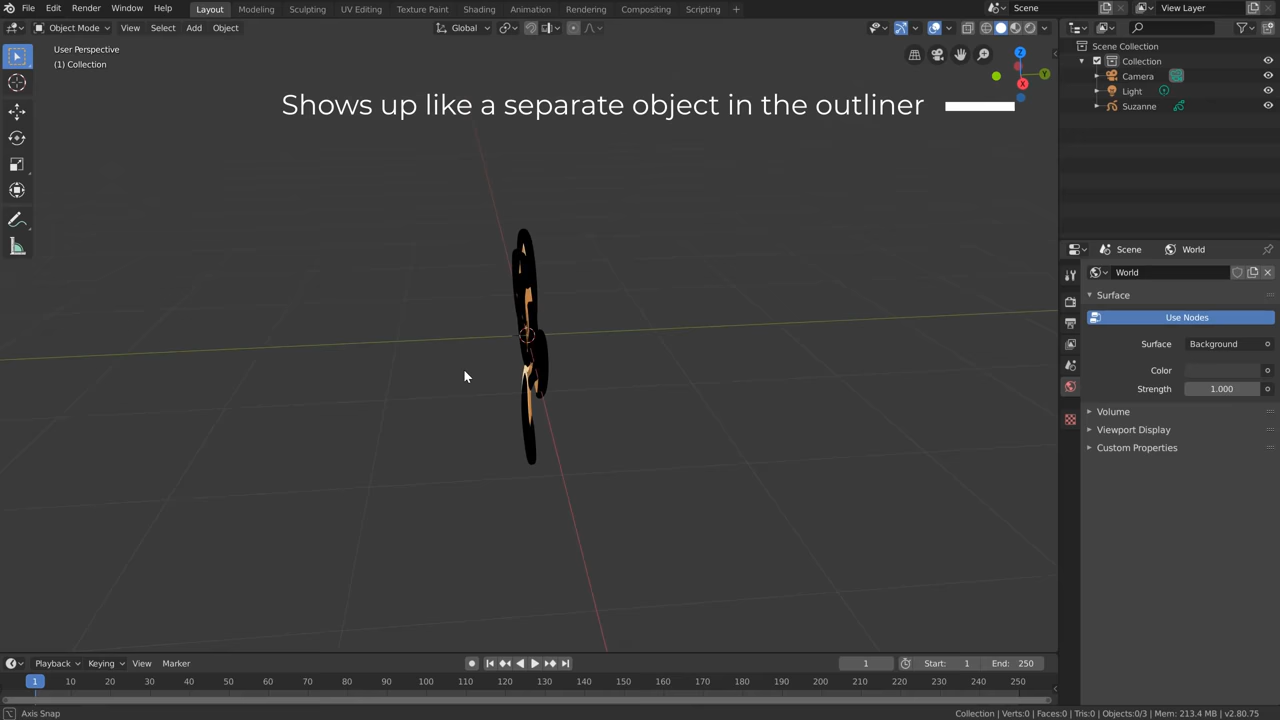 File Edit Render Window Help Layout Modeling Sculpting UV Editing Texture Paint Shading Animation Rendering Compositing Scripting + Scene View Layer
Object Mode View Select Add Object Global
User Perspective
(1) Collection
Shows up like a separate object in the outliner
Z
Y
X
Scene Collection
Collection
Camera
Light
Suzanne
Scene World
World
Surface
Use Nodes
Surface Background
Color
Strength 1.000
Volume
Viewport Display
Custom Properties
Playback Keying View Marker 1 Start: 1 End: 250
1 10 20 30 40 50 60 70 80 90 100 110 120 130 140 150 160 170 180 190 200 210 220 230 240 250
Axis Snap Collection | Verts:0 | Faces:0 | Tris:0 | Objects:0/3 | Mem: 213.4 MB | v2.80.75